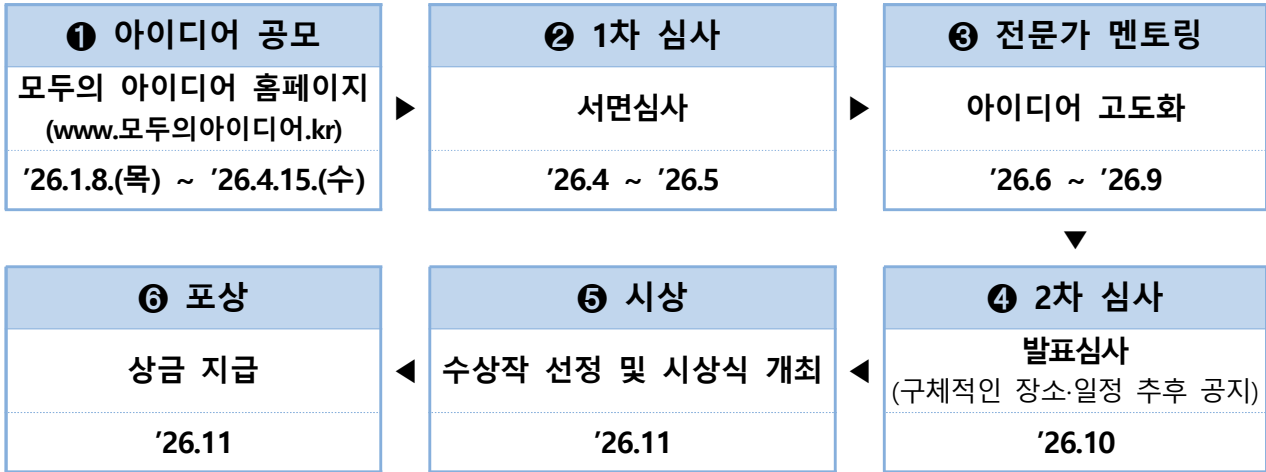 ❶ 아이디어 공모
모두의 아이디어 홈페이지
(www.모두의아이디어.kr)
’26.1.8.(목) ~ ’26.4.15.(수)
▶
❷ 1차 심사
서면심사
’26.4 ~ ’26.5
▶
❸ 전문가 멘토링
아이디어 고도화
’26.6 ~ ’26.9
▼
❹ 2차 심사
발표심사
(구체적인 장소·일정 추후 공지)
’26.10
◀
❺ 시상
수상작 선정 및 시상식 개최
’26.11
◀
❻ 포상
상금 지급
’26.11